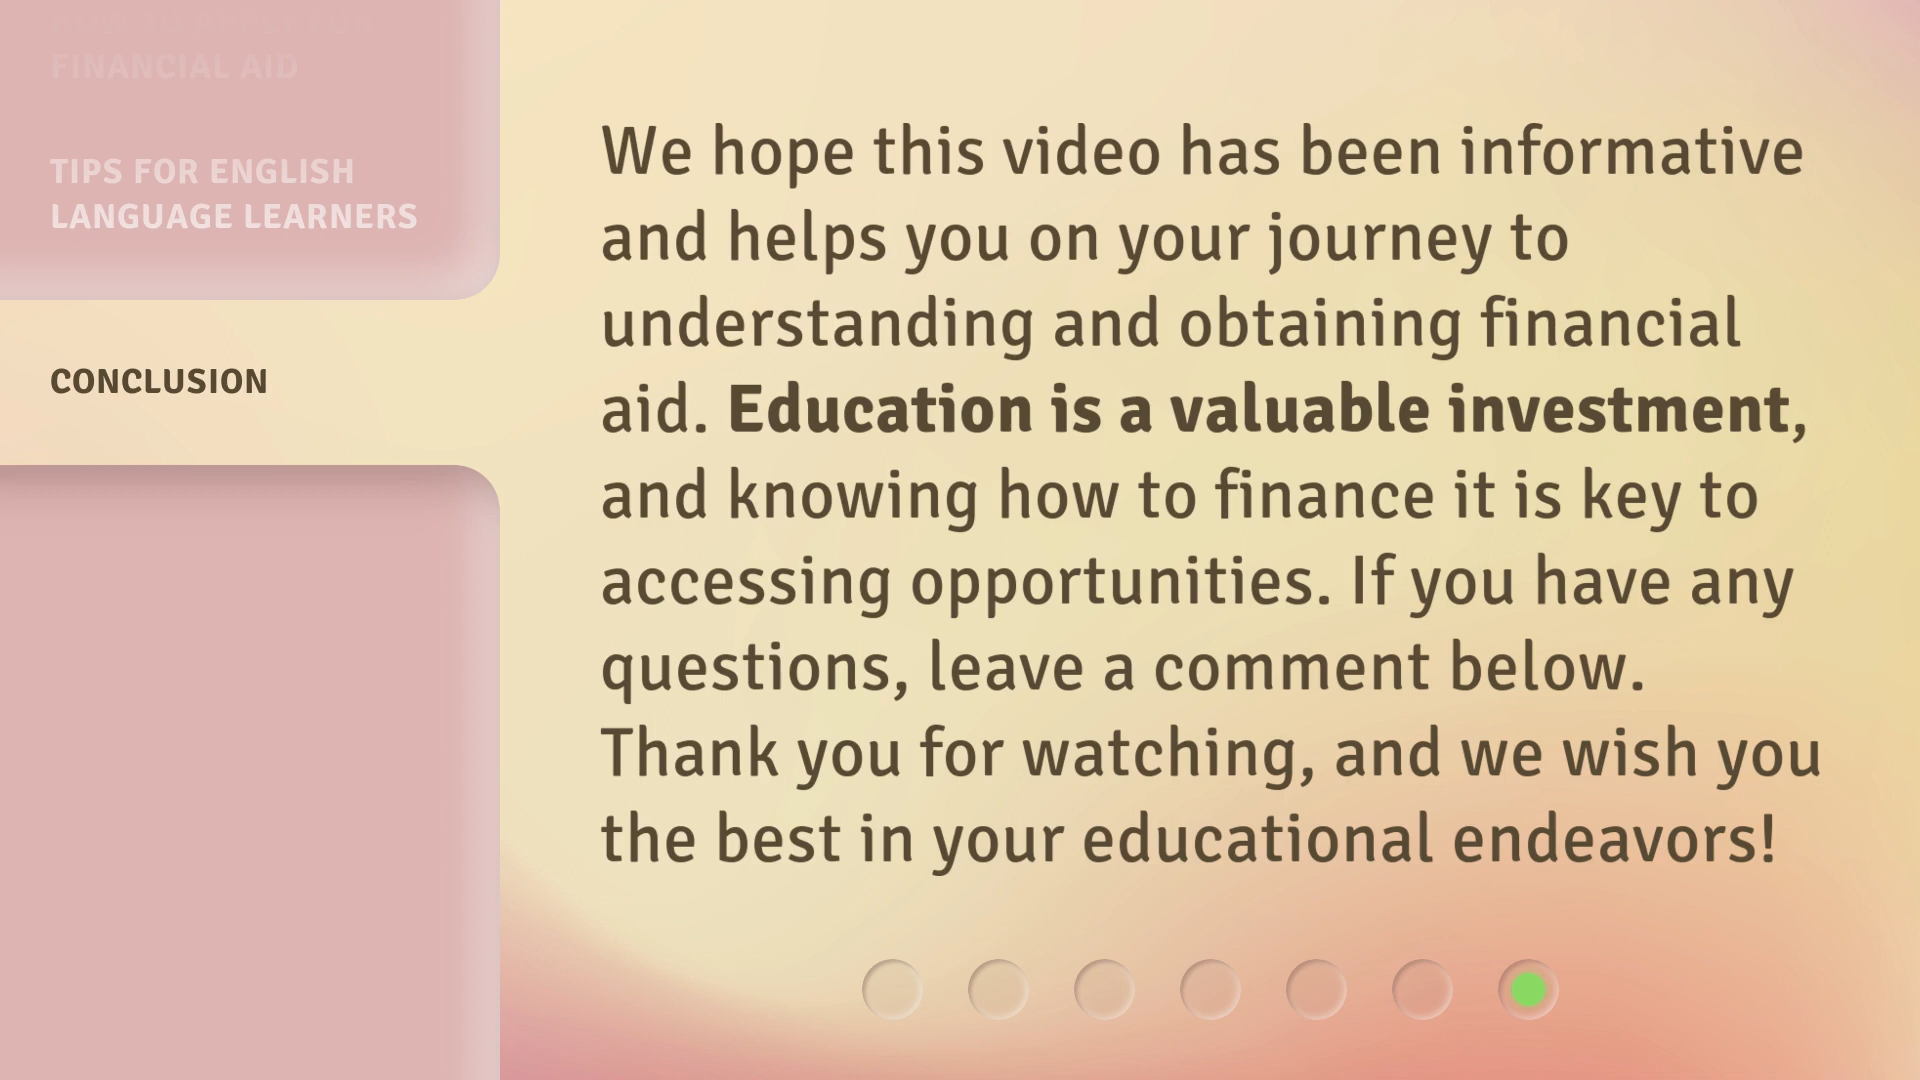 FINANCIAL AID
TIPS FOR ENGLISH
LANGUAGE LEARNERS
CONCLUSION
We hope this video has been informative
and helps you on your journey to
understanding and obtaining financial
aid. Education is a valuable investment,
and knowing how to finance it is key to
accessing opportunities. If you have any
questions, leave a comment below.
Thank you for watching, and we wish you
the best in your educational endeavors!